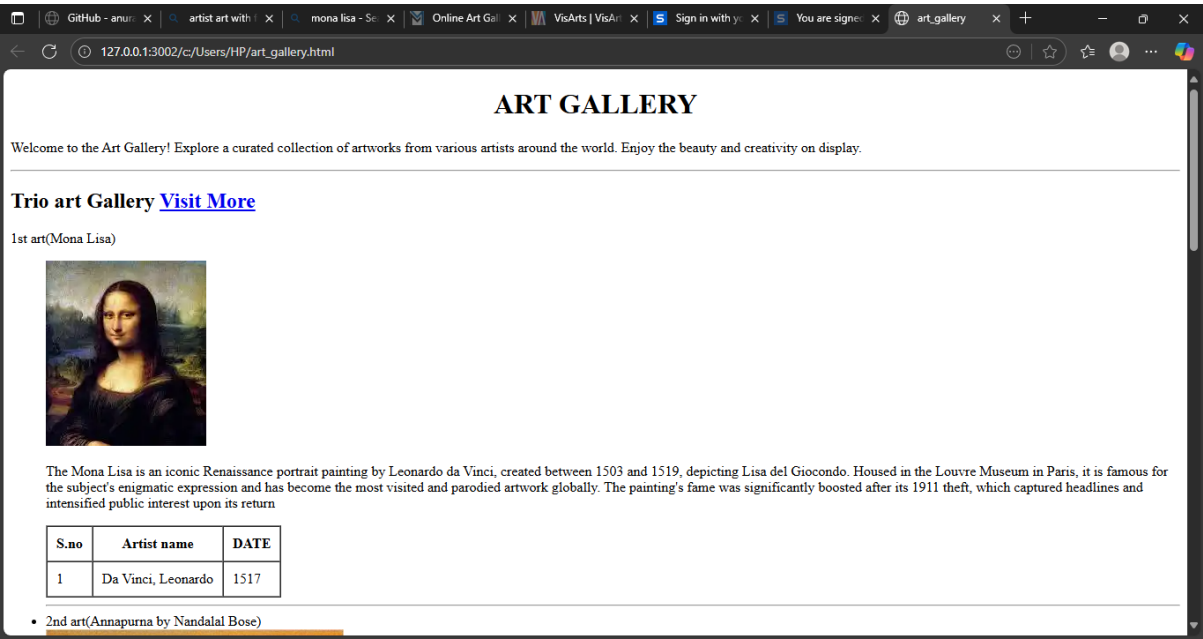 GitHub - anura
artist art with f
mona lisa - Se
Online Art Gall
VisArts | VisArt
Sign in with yo
You are signed
art_gallery
127.0.0.1:3002/c:/Users/HP/art_gallery.html
ART GALLERY
Welcome to the Art Gallery! Explore a curated collection of artworks from various artists around the world. Enjoy the beauty and creativity on display.
Trio art Gallery Visit More
1st art(Mona Lisa)
The Mona Lisa is an iconic Renaissance portrait painting by Leonardo da Vinci, created between 1503 and 1519, depicting Lisa del Giocondo. Housed in the Louvre Museum in Paris, it is famous for
the subject's enigmatic expression and has become the most visited and parodied artwork globally. The painting's fame was significantly boosted after its 1911 theft, which captured headlines and
intensified public interest upon its return
S.no Artist name DATE
1 Da Vinci, Leonardo 1517
• 2nd art(Annapurna by Nandalal Bose)